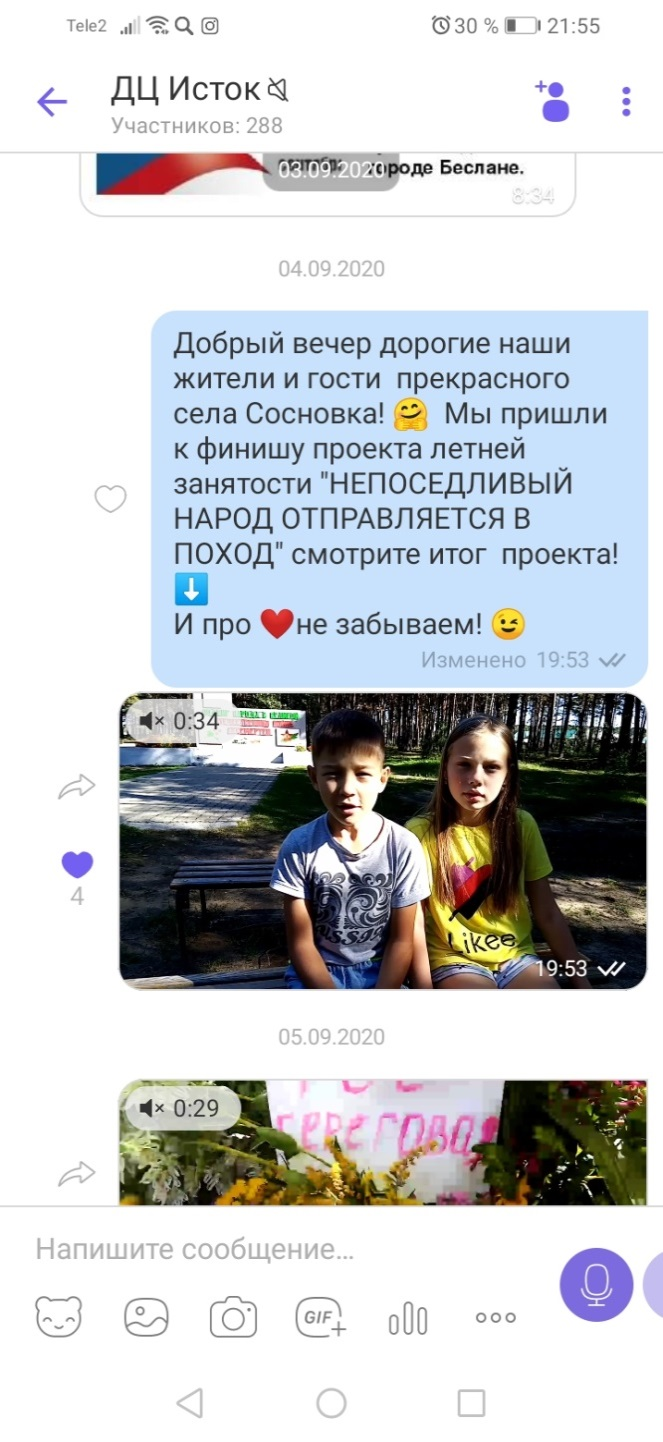 Tele2 30 % 21:55
ДЦ Исток
Участников: 288
03.09.2020 городе Беслане.
8:34
04.09.2020
Добрый вечер дорогие наши
жители и гости прекрасного
села Сосновка! 🤗 Мы пришли
к финишу проекта летней
занятости "НЕПОСЕДЛИВЫЙ
НАРОД ОТПРАВЛЯЕТСЯ В
ПОХОД" смотрите итог проекта!
⬇️
И про ❤️не забываем! 😉
Изменено 19:53
0:34
Likee
4
19:53
05.09.2020
0:29
Напишите сообщение...
GIF